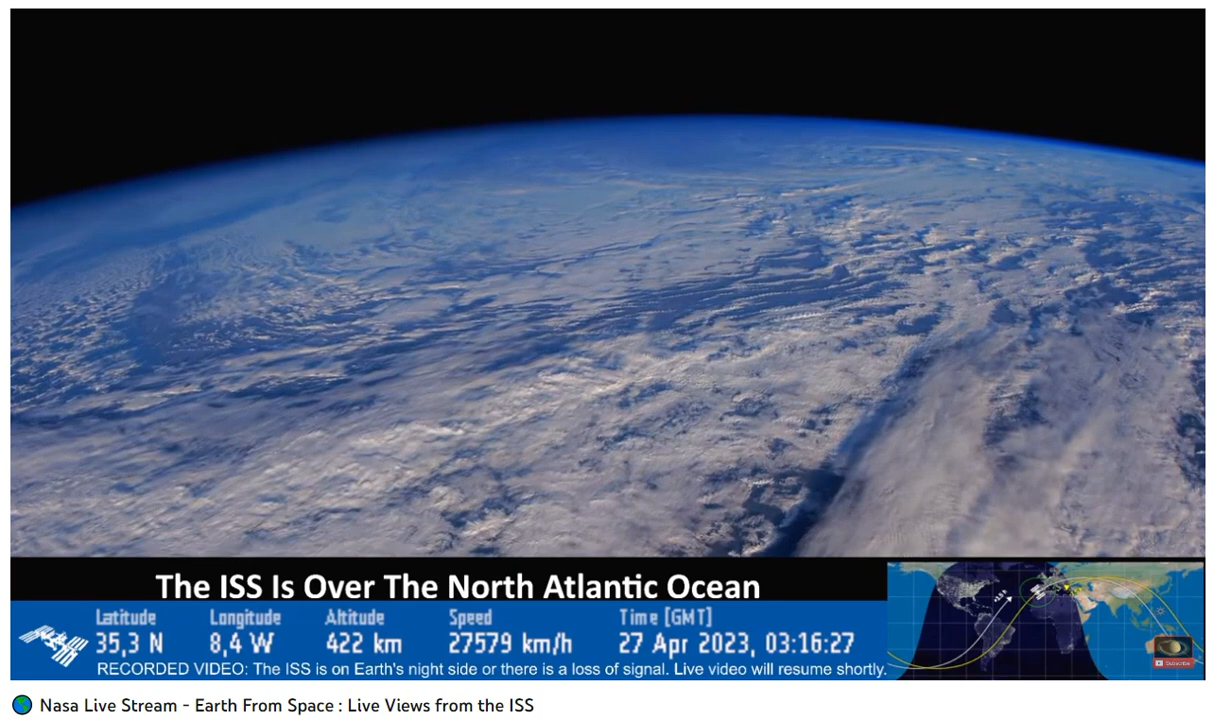 The ISS Is Over The North Atlantic Ocean
Latitude Longitude Altitude Speed Time [GMT]
35,3 N 8,4 W 422 km 27579 km/h 27 Apr 2023, 03:16:27
RECORDED VIDEO: The ISS is on Earth's night side or there is a loss of signal. Live video will resume shortly.
Subscribe
Nasa Live Stream - Earth From Space : Live Views from the ISS